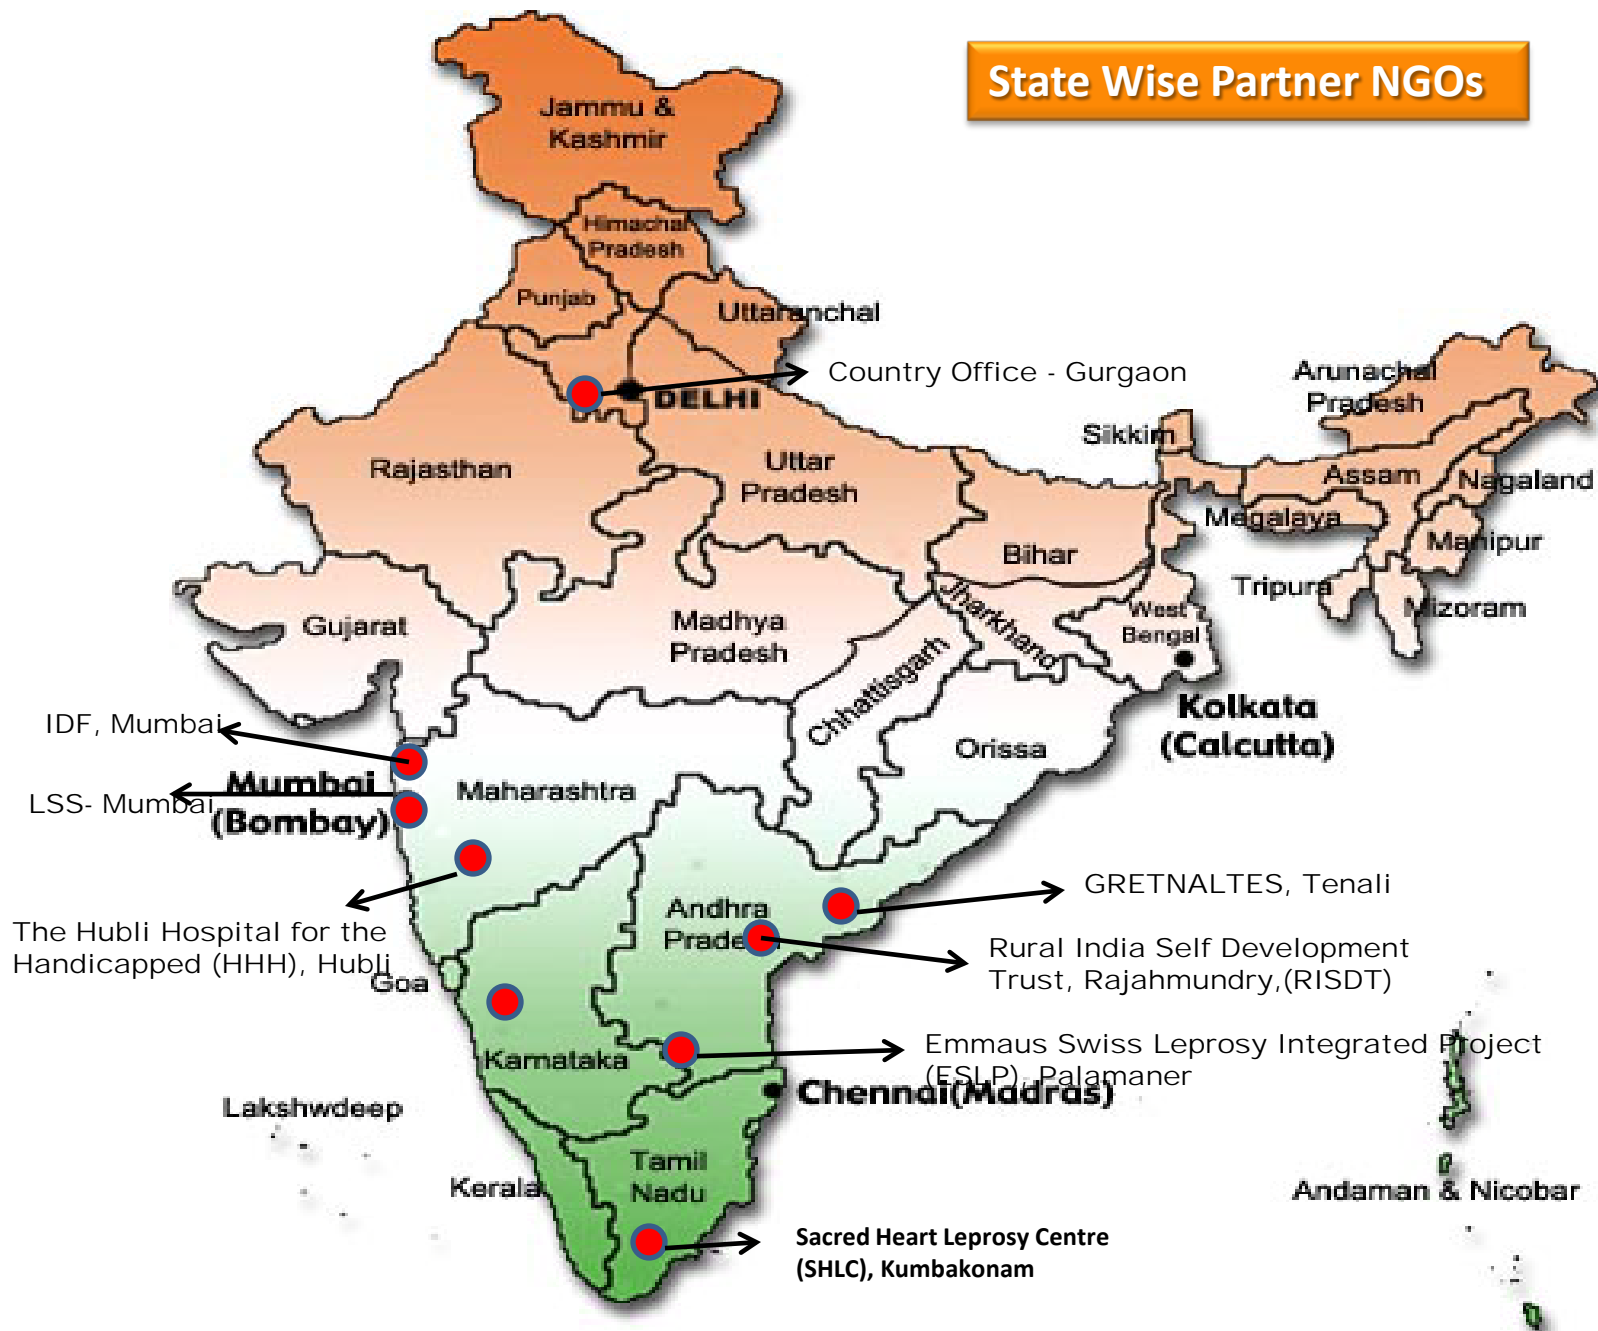 State Wise Partner NGOs
Jammu &
Kashmir
Himachal
Pradesh
Punjab
Uttaranchal
Country Office - Gurgaon
DELHI
Arunachal
Pradesh
Sikkim
Rajasthan
Uttar
Pradesh
Assam
Nagaland
Megalaya
Manipur
Bihar
Tripura
Mizoram
Gujarat
Madhya
Pradesh
Jharkhand
West
Bengal
Chhattisgarh
Kolkata
(Calcutta)
Orissa
IDF, Mumbai
Mumbai
(Bombay)
LSS- Mumbai
Maharashtra
The Hubli Hospital for the
Handicapped (HHH), Hubli
Goa
Andhra
Pradesh
GRETNALTES, Tenali
Rural India Self Development
Trust, Rajahmundry,(RISDT)
Karnataka
Emmaus Swiss Leprosy Integrated Project
(ESLP), Palamaner
Chennai(Madras)
Lakshwdeep
Kerala
Tamil
Nadu
Andaman & Nicobar
Sacred Heart Leprosy Centre
(SHLC), Kumbakonam